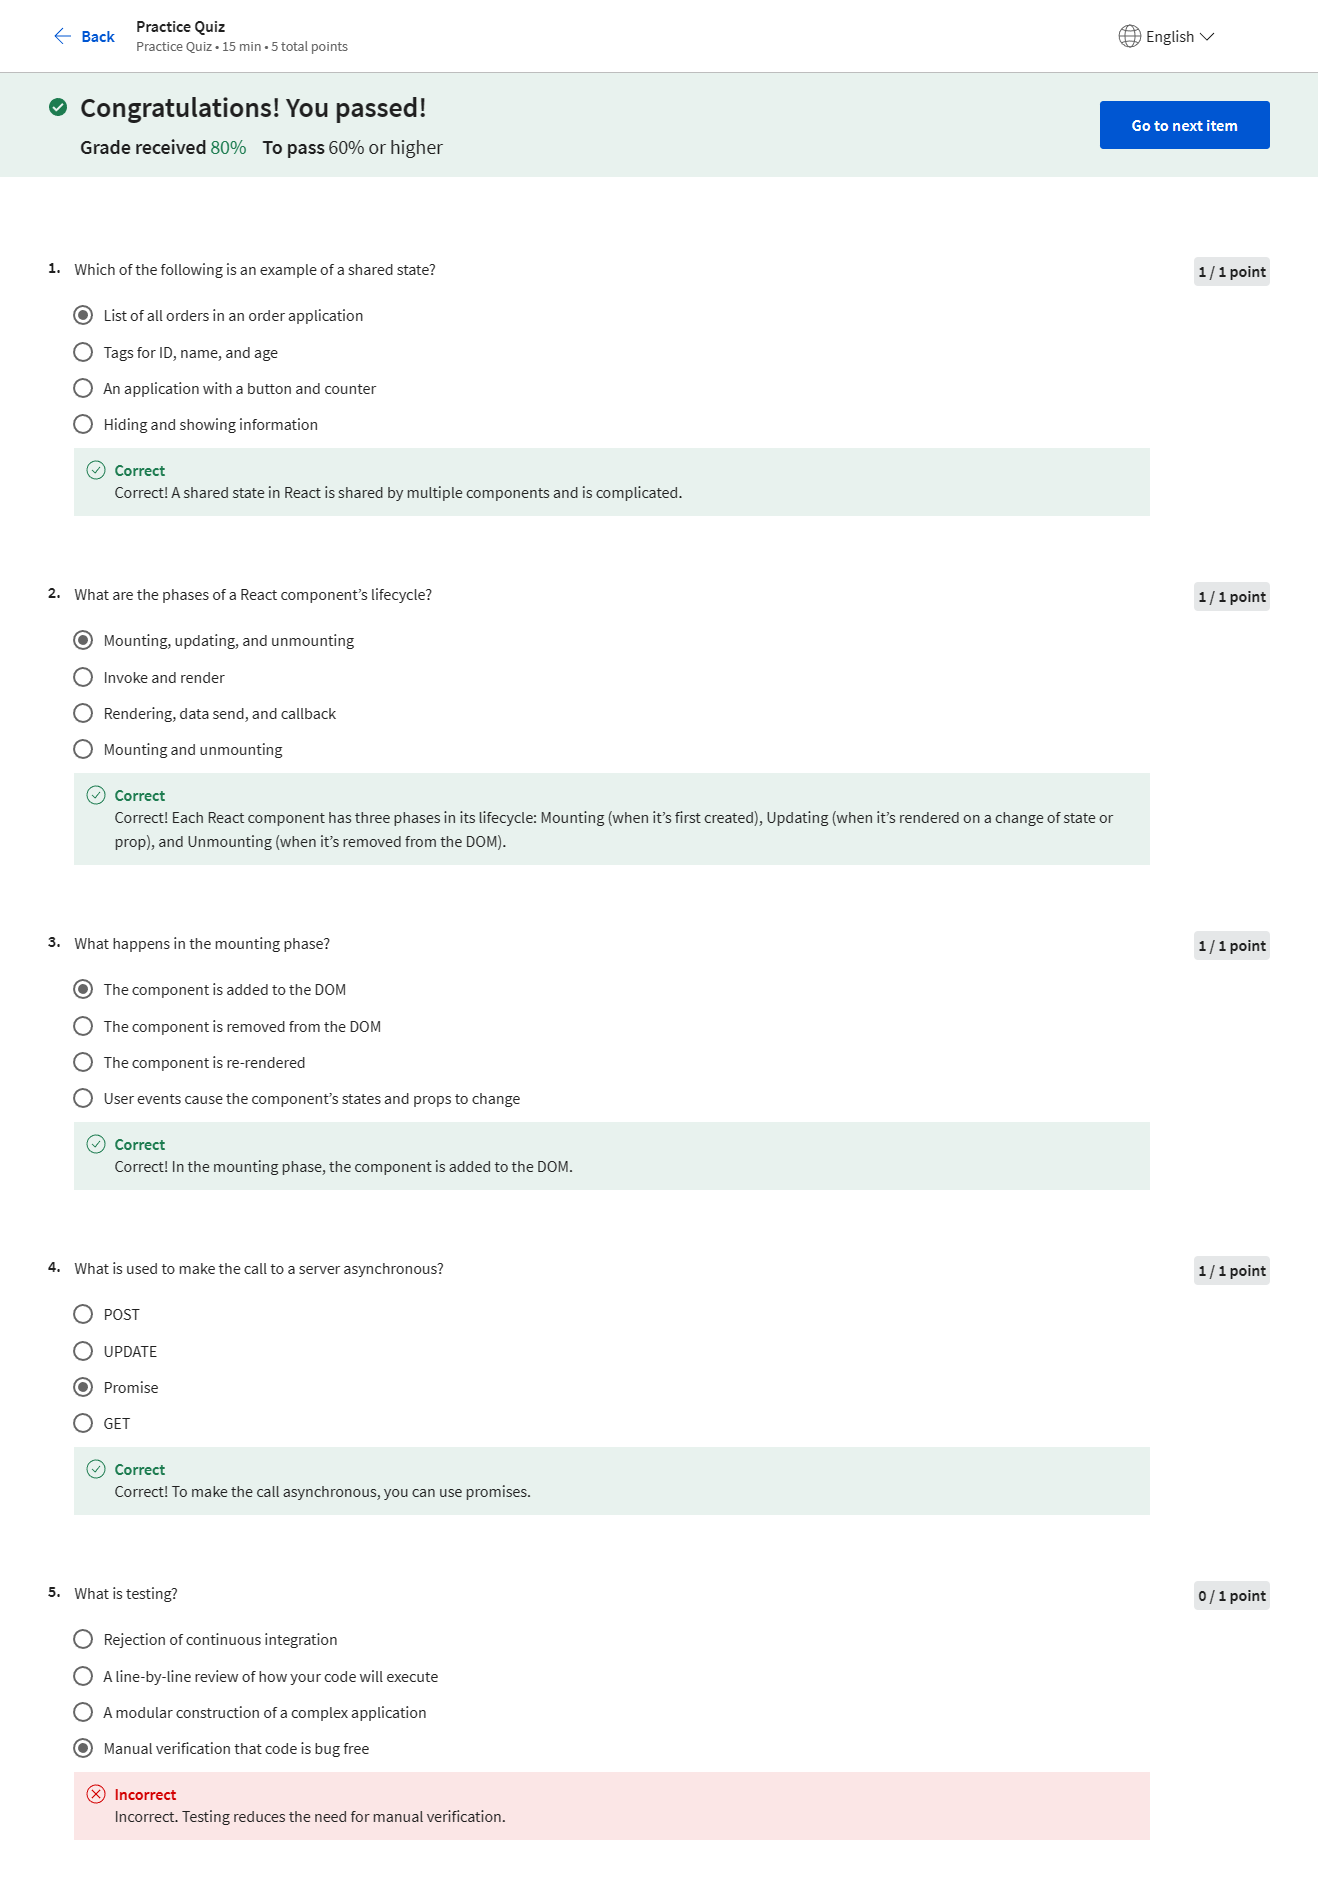 Back
Practice Quiz
Practice Quiz • 15 min • 5 total points
English
Congratulations! You passed!
Grade received 80% To pass 60% or higher
Go to next item
1. Which of the following is an example of a shared state?
1 / 1 point
List of all orders in an order application
Tags for ID, name, and age
An application with a button and counter
Hiding and showing information
Correct
Correct! A shared state in React is shared by multiple components and is complicated.
2. What are the phases of a React component’s lifecycle?
1 / 1 point
Mounting, updating, and unmounting
Invoke and render
Rendering, data send, and callback
Mounting and unmounting
Correct
Correct! Each React component has three phases in its lifecycle: Mounting (when it’s first created), Updating (when it’s rendered on a change of state or
prop), and Unmounting (when it’s removed from the DOM).
3. What happens in the mounting phase?
1 / 1 point
The component is added to the DOM
The component is removed from the DOM
The component is re-rendered
User events cause the component’s states and props to change
Correct
Correct! In the mounting phase, the component is added to the DOM.
4. What is used to make the call to a server asynchronous?
1 / 1 point
POST
UPDATE
Promise
GET
Correct
Correct! To make the call asynchronous, you can use promises.
5. What is testing?
0 / 1 point
Rejection of continuous integration
A line-by-line review of how your code will execute
A modular construction of a complex application
Manual verification that code is bug free
Incorrect
Incorrect. Testing reduces the need for manual verification.